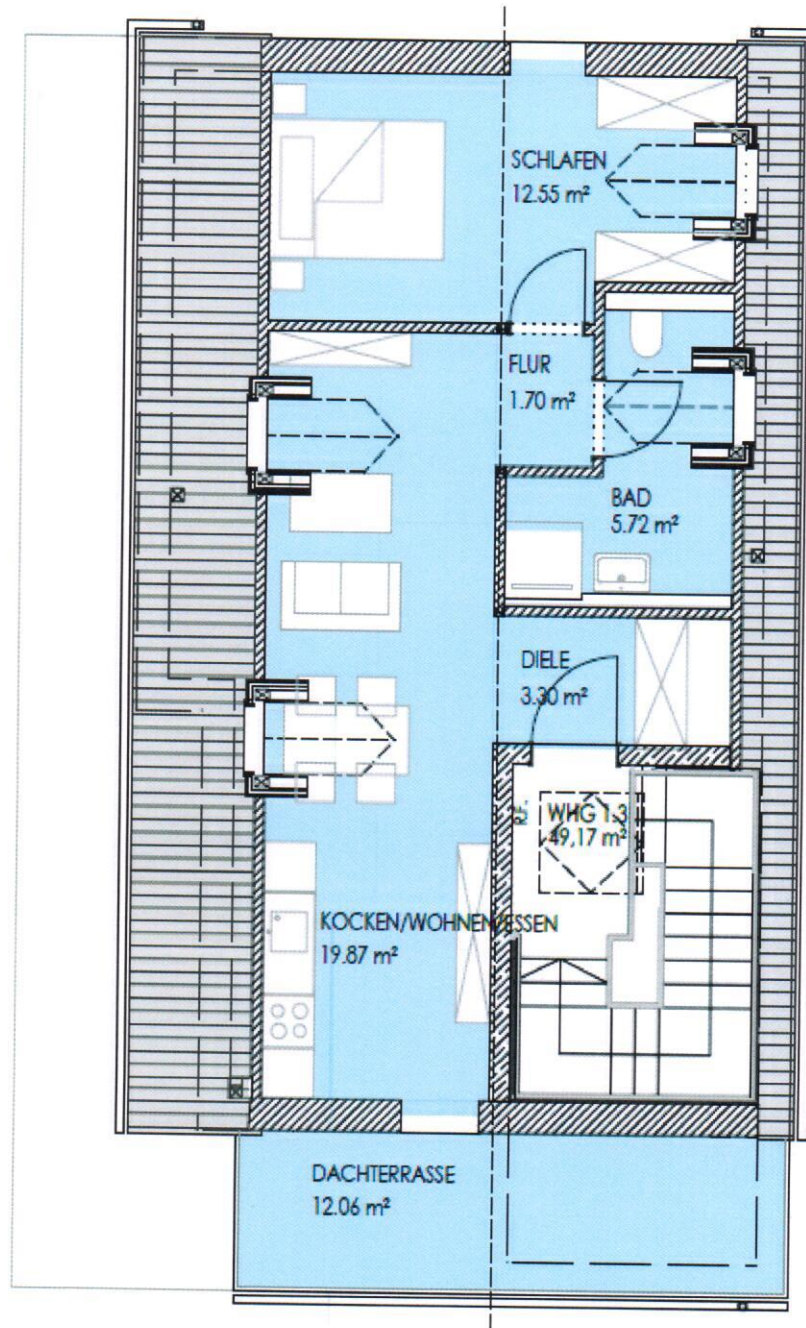 SCHLAFEN
12.55 m²
FLUR
1.70 m²
BAD
5.72 m²
DIELE
3.30 m²
WHG 1.3
49,17 m²
KOCKEN/WOHNEN/ESSEN
19.87 m²
DACHTERRASSE
12.06 m²